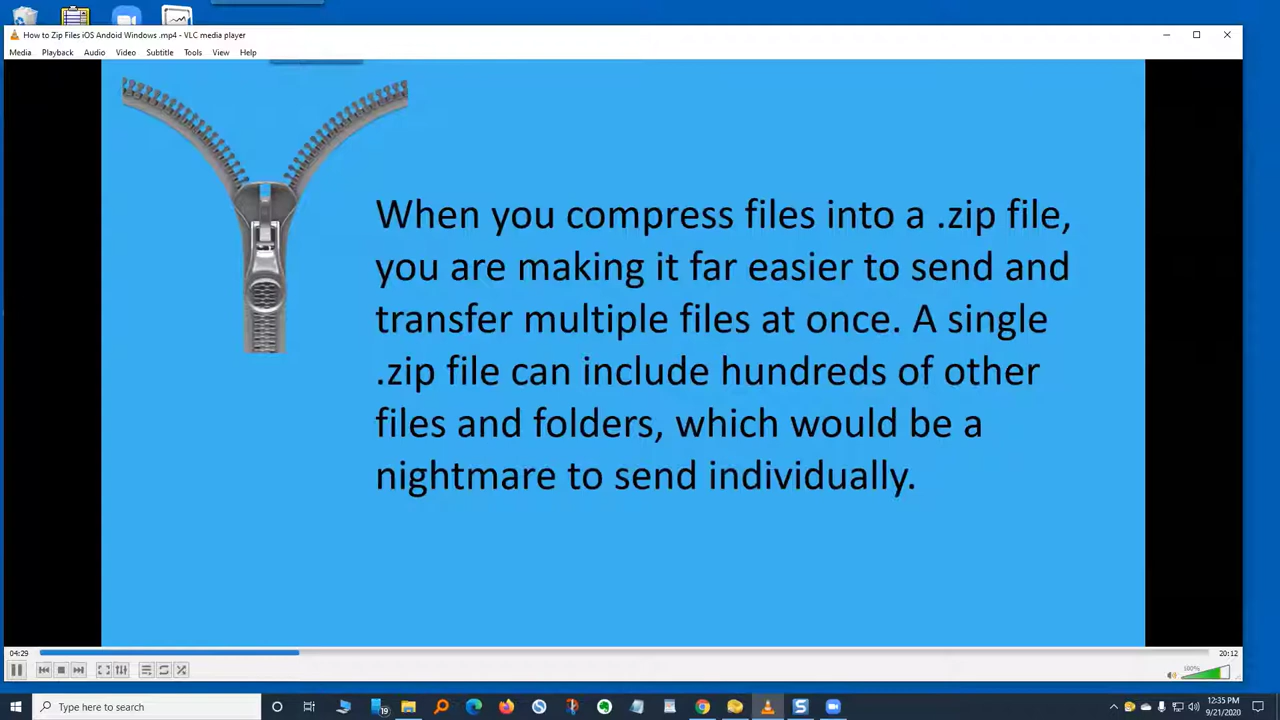 How to Zip Files iOS Andoid Windows .mp4 - VLC media player
Media Playback Audio Video Subtitle Tools View Help
When you compress files into a .zip file,
you are making it far easier to send and
transfer multiple files at once. A single
.zip file can include hundreds of other
files and folders, which would be a
nightmare to send individually.
04:29 20:12
100%
Type here to search
19
12:35 PM
9/21/2020